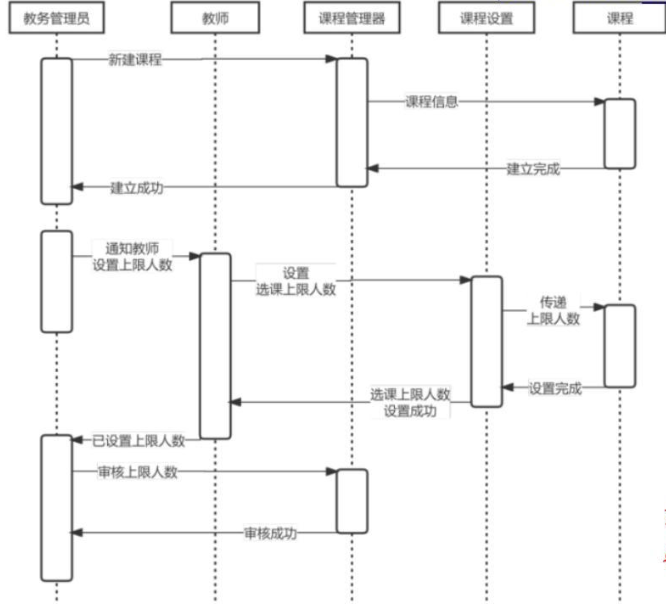 教务管理员
教师
课程管理器
课程设置
课程
新建课程
课程信息
建立完成
建立成功
通知教师
设置上限人数
设置
选课上限人数
传递
上限人数
设置完成
选课上限人数
设置成功
已设置上限人数
审核上限人数
审核成功